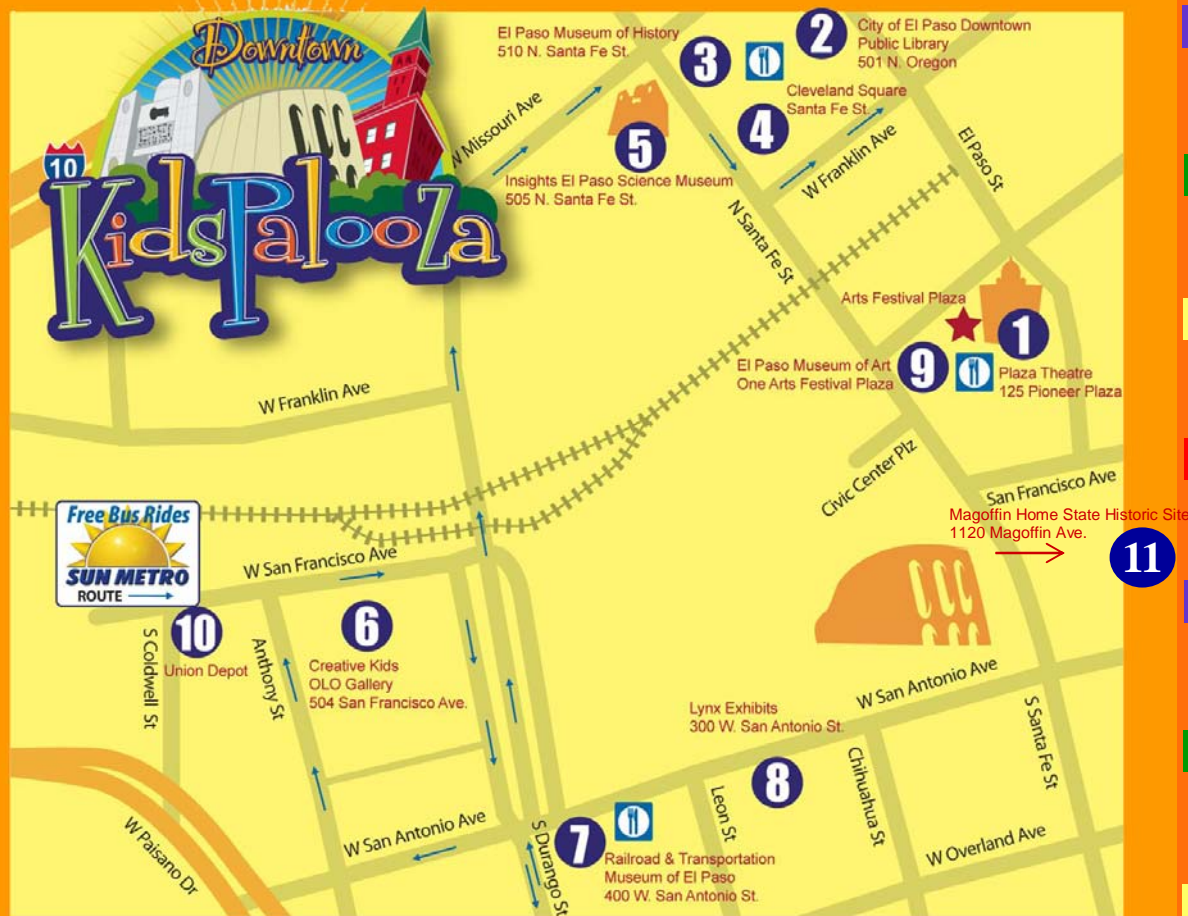 Downtown
KidsPalooza
10
El Paso Museum of History
510 N. Santa Fe St.
3
2
City of El Paso Downtown
Public Library
501 N. Oregon
Cleveland Square
Santa Fe St.
4
5
Insights El Paso Science Museum
505 N. Santa Fe St.
W Missouri Ave
W Franklin Ave
El Paso St
N Santa Fe St
Arts Festival Plaza
1
Plaza Theatre
125 Pioneer Plaza
El Paso Museum of Art
One Arts Festival Plaza
9
W Franklin Ave
Civic Center Plz
San Francisco Ave
Magoffin Home State Historic Site
1120 Magoffin Ave.
11
Free Bus Rides
SUN METRO
ROUTE
W San Francisco Ave
10
Union Depot
S Coldwell St
Anthony St
6
Creative Kids
OLO Gallery
504 San Francisco Ave.
W San Antonio Ave
Lynx Exhibits
300 W. San Antonio St.
8
S Santa Fe St
Chihuahua St
Leon St
W Overland Ave
W Paisano Dr
W San Antonio Ave
S Durango St
7
Railroad & Transportation
Museum of El Paso
400 W. San Antonio St.